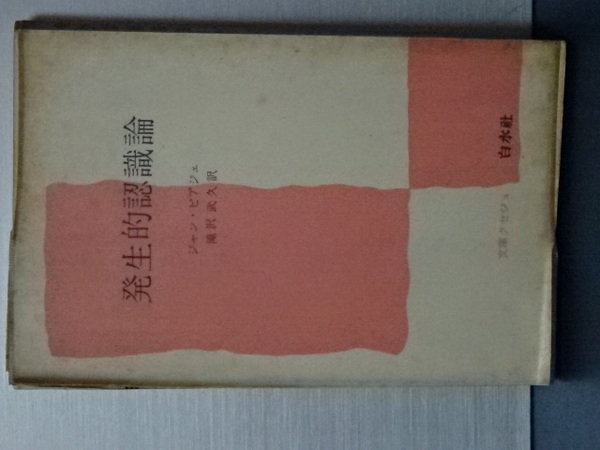 発生的認識論
ジャン・ピアジェ
滝沢武久訳
文庫クセジュ
白水社